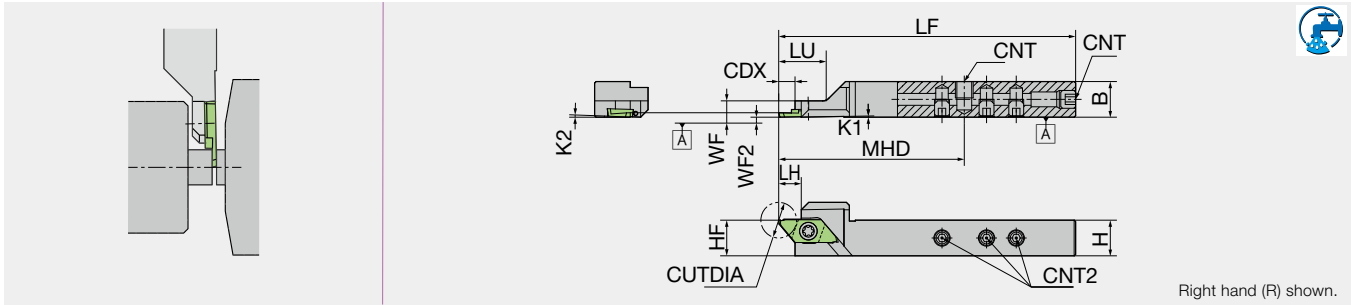 LF
LU
CNT
CNT
CDX
B
K2
K1
A
A
WF
WF2
MHD
LH
HF
H
CUTDIA
CNT2
Right hand (R) shown.